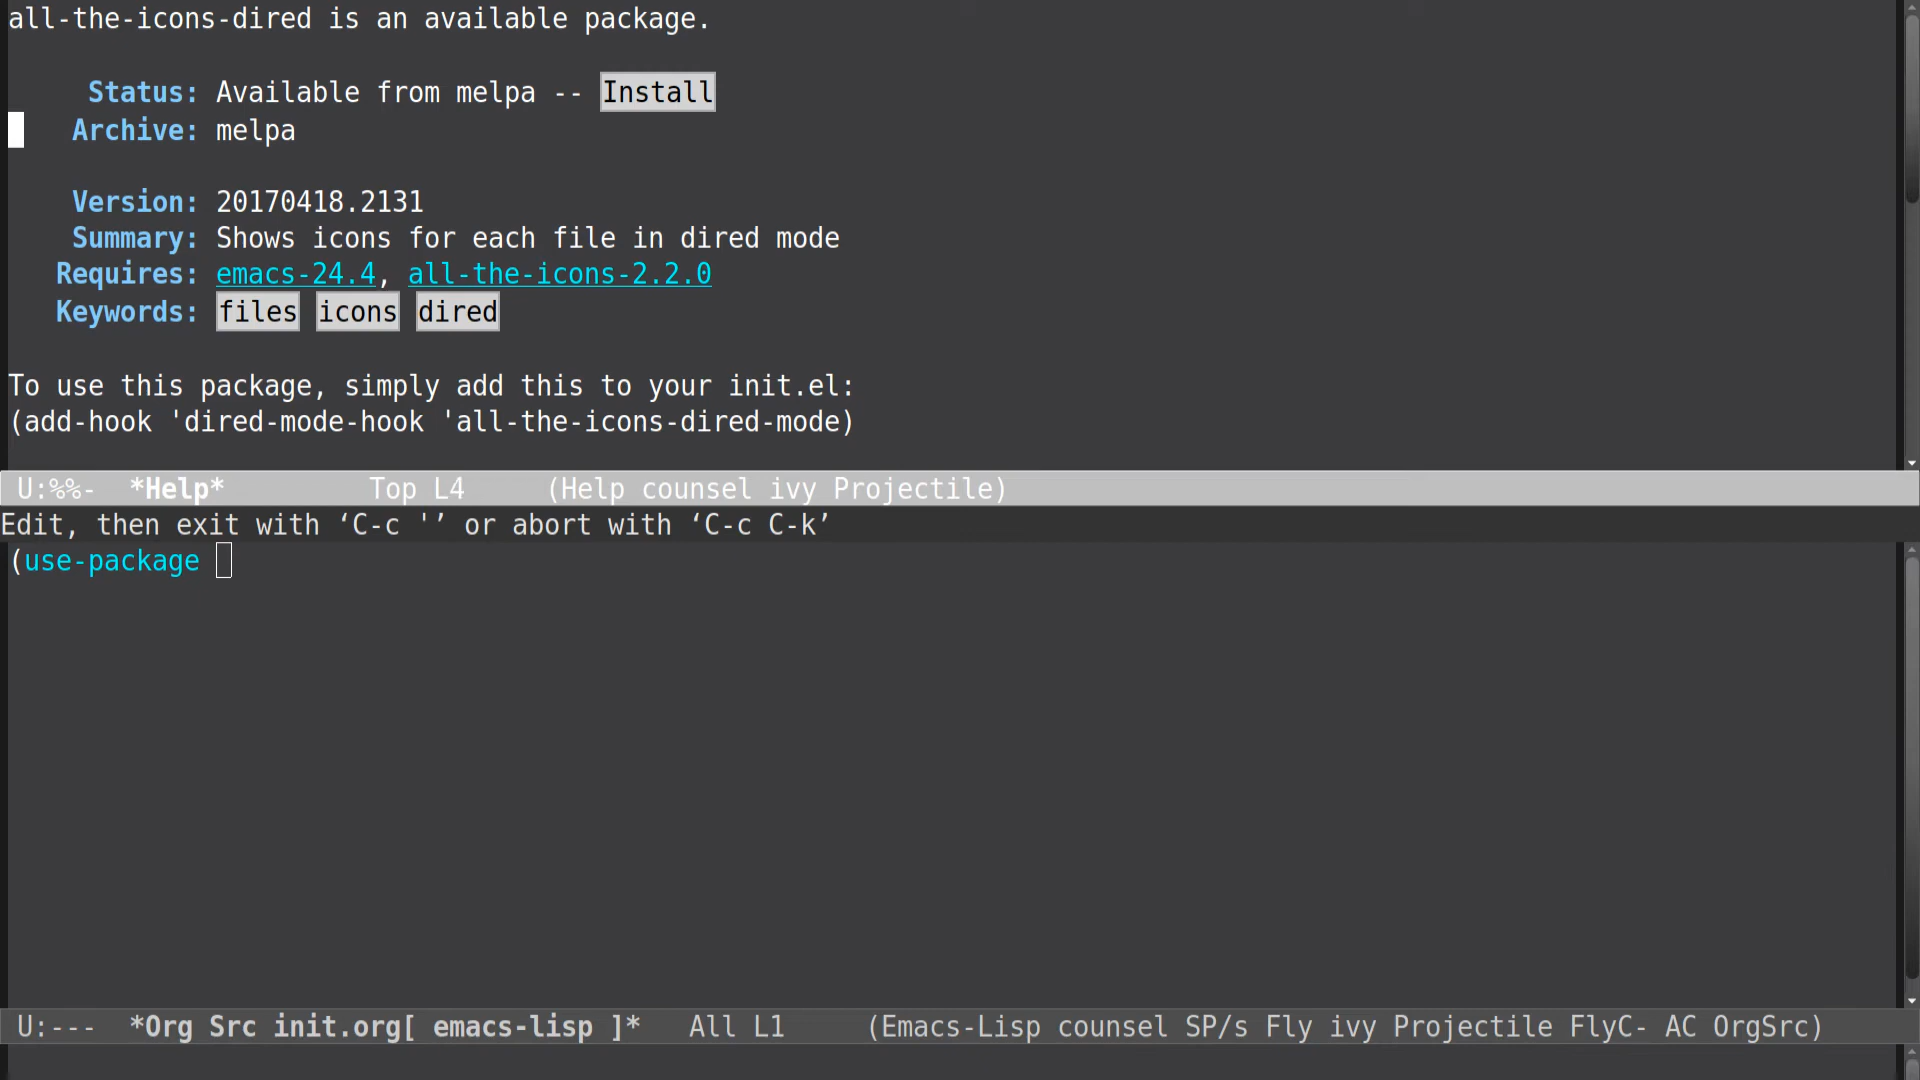 all-the-icons-dired is an available package.
Status: Available from melpa -- Install
Archive: melpa
Version: 20170418.2131
Summary: Shows icons for each file in dired mode
Requires: emacs-24.4, all-the-icons-2.2.0
Keywords: files icons dired
To use this package, simply add this to your init.el:
(add-hook 'dired-mode-hook 'all-the-icons-dired-mode)
U:%%-  *Help*         Top L4     (Help counsel ivy Projectile)
Edit, then exit with ‘C-c '’ or abort with ‘C-c C-k’
(use-package
U:---  *Org Src init.org[ emacs-lisp ]*   All L1     (Emacs-Lisp counsel SP/s Fly ivy Projectile FlyC- AC OrgSrc)